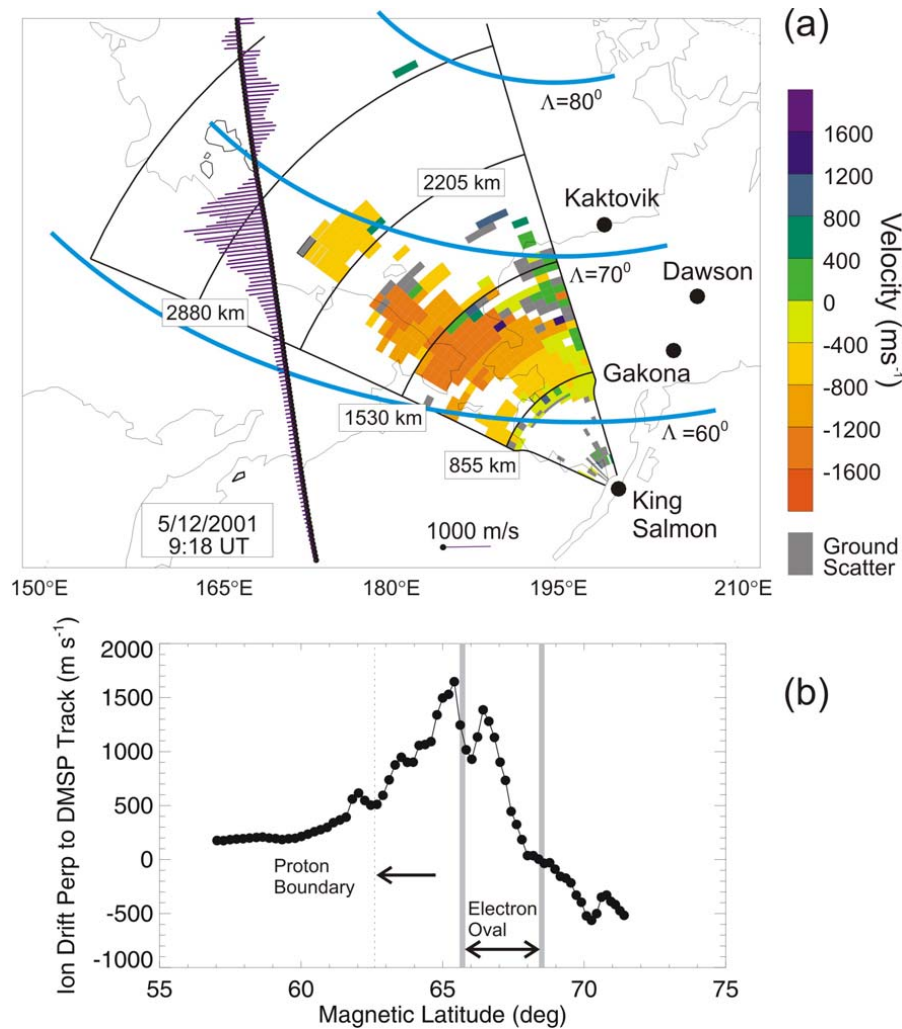 (a)
Λ=80⁰
2205 km
Kaktovik
Λ=70⁰
Dawson
2880 km
Gakona
1530 km
Λ=60⁰
855 km
King
Salmon
5/12/2001
9:18 UT
1000 m/s
150°E
165°E
180°E
195°E
210°E
1600
1200
800
400
0
-400
-800
-1200
-1600
Velocity (ms⁻¹)
Ground
Scatter
(b)
Ion Drift Perp to DMSP Track (m s⁻¹)
2000
1500
1000
500
0
-500
-1000
Proton
Boundary
Electron
Oval
55
60
65
70
75
Magnetic Latitude (deg)